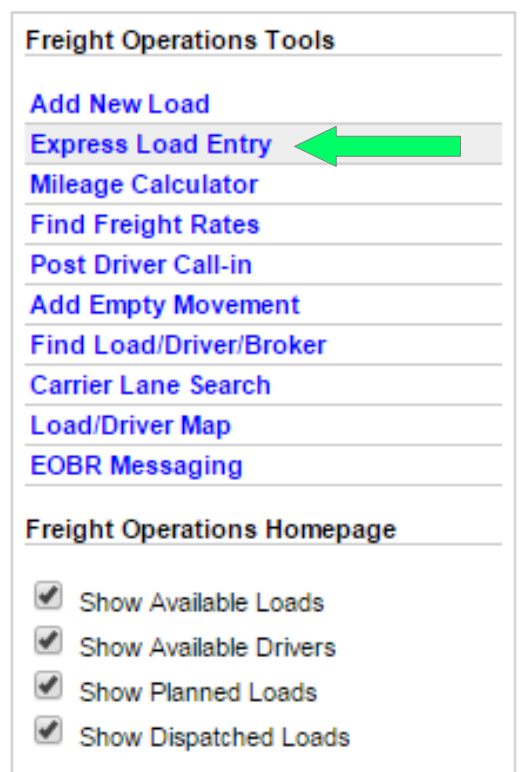 Freight Operations Tools
Add New Load
Express Load Entry
Mileage Calculator
Find Freight Rates
Post Driver Call-in
Add Empty Movement
Find Load/Driver/Broker
Carrier Lane Search
Load/Driver Map
EOBR Messaging
Freight Operations Homepage
Show Available Loads
Show Available Drivers
Show Planned Loads
Show Dispatched Loads